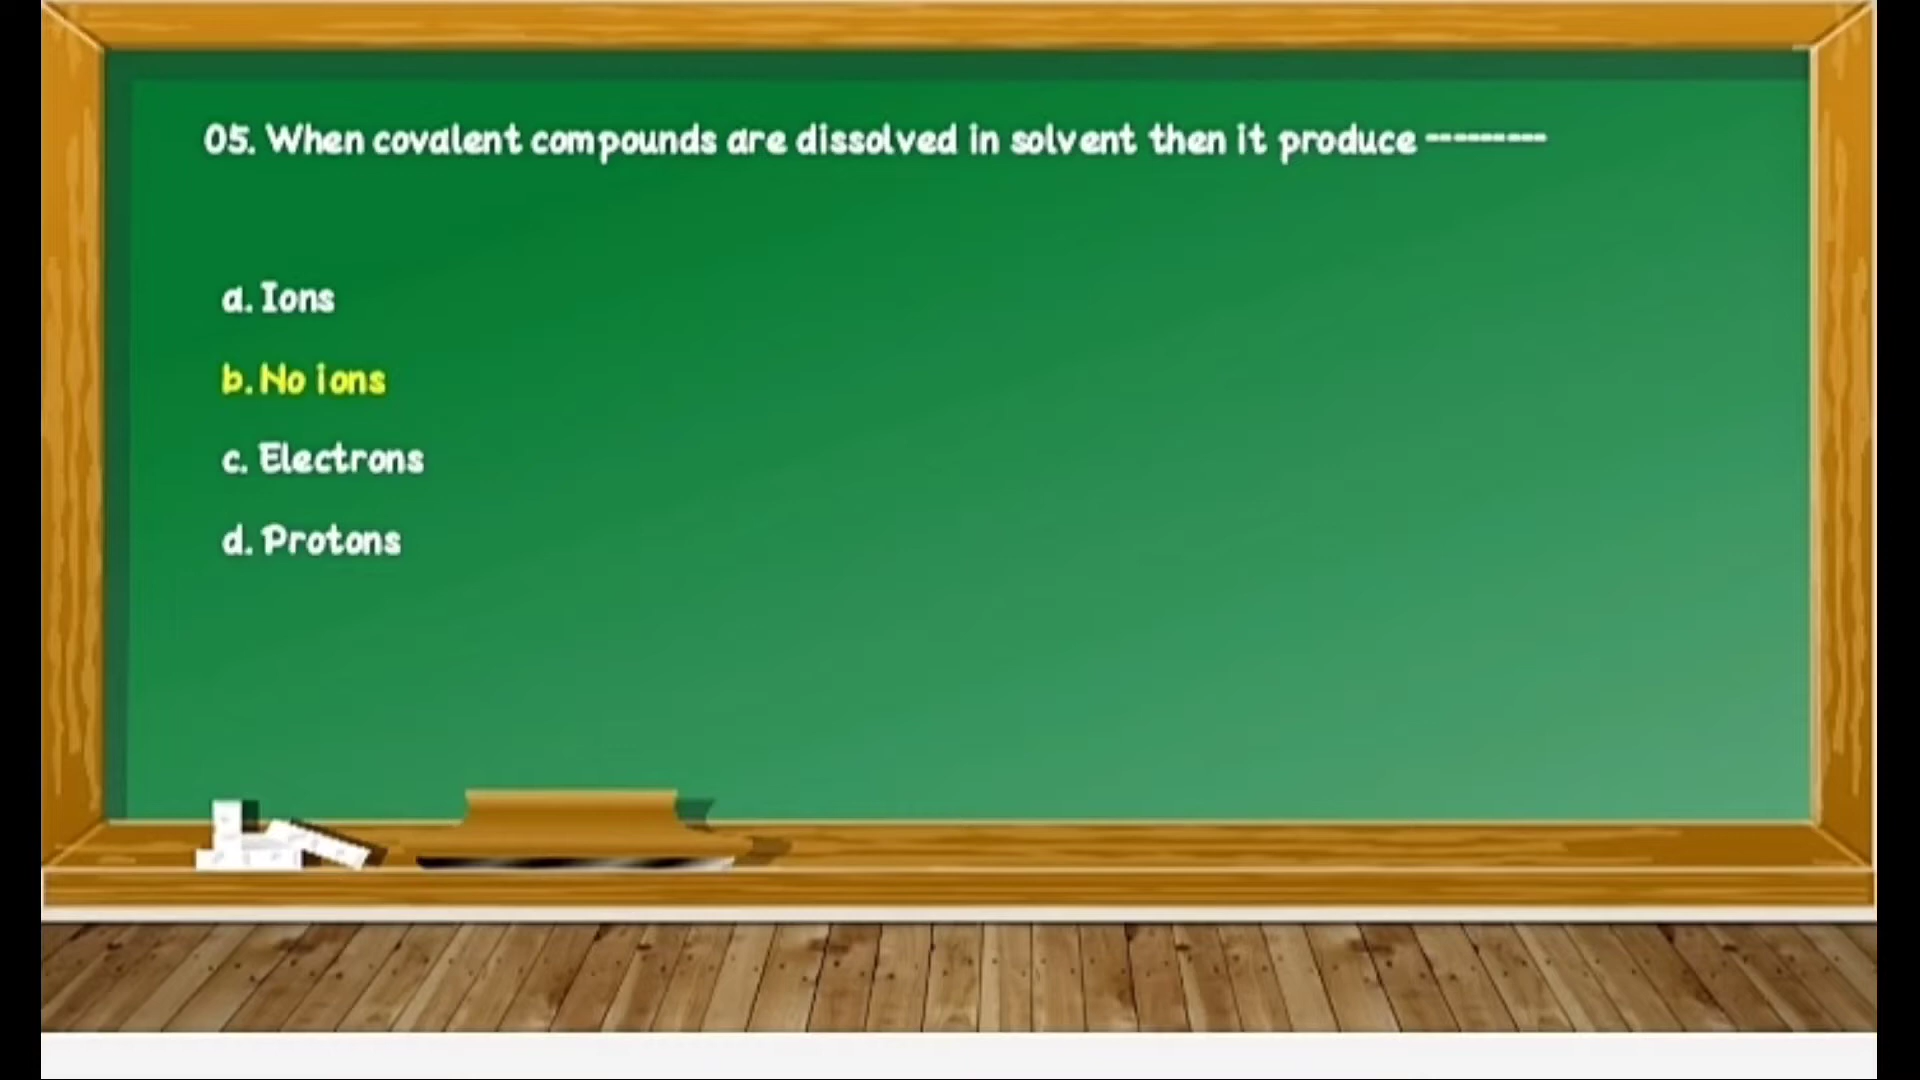 05. When covalent compounds are dissolved in solvent then it produce ---------
a. Ions
b. No ions
c. Electrons
d. Protons